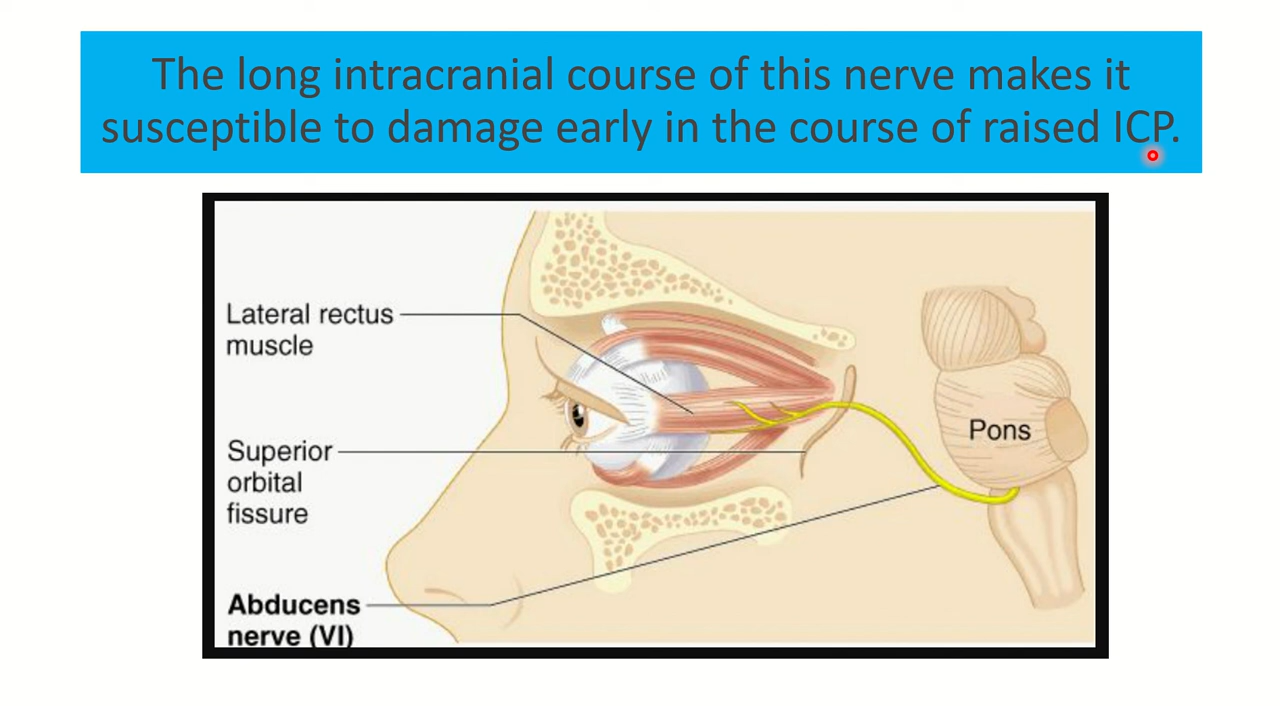 The long intracranial course of this nerve makes it
susceptible to damage early in the course of raised ICP.
Lateral rectus
muscle
Superior
orbital
fissure
Abducens
nerve (VI)
Pons